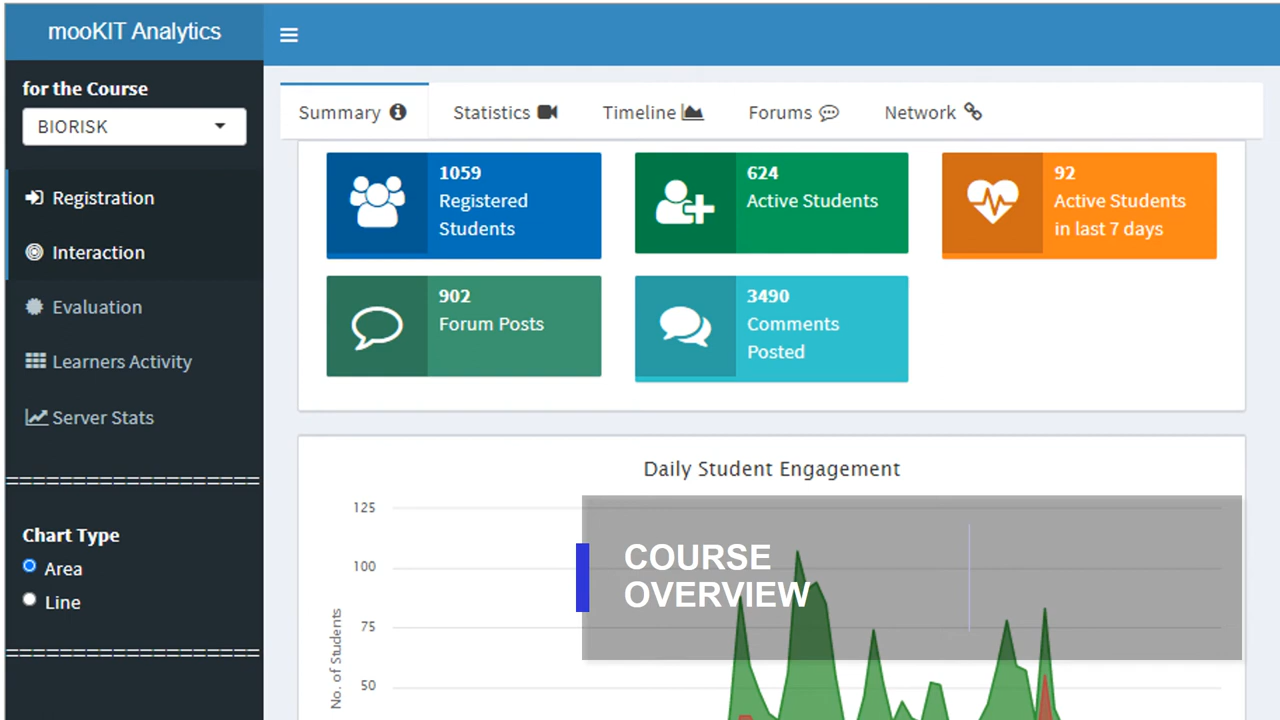 mooKIT Analytics
for the Course
BIORISK
Registration
Interaction
Evaluation
Learners Activity
Server Stats
==============================
Chart Type
Area
Line
==============================
Summary
Statistics
Timeline
Forums
Network
1059
Registered
Students
624
Active Students
92
Active Students
in last 7 days
902
Forum Posts
3490
Comments
Posted
Daily Student Engagement
125
100
75
50
No. of Students
COURSE
OVERVIEW